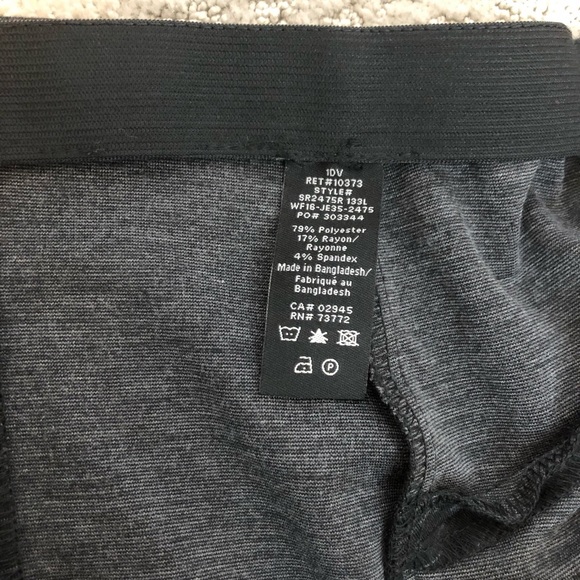 1DV
RET#10373
STYLE#
SR2475R 133L
WF16-JE35-2475
PO# 303344
79% Polyester
17% Rayon/
Rayonne
4% Spandex
Made in Bangladesh/
Fabriqué au
Bangladesh
CA# 02945
RN# 73772
P